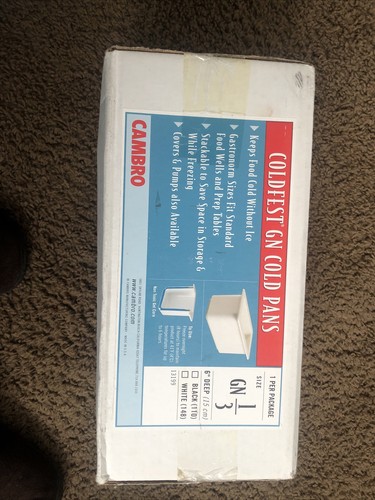 COLDFEST® GN COLD PANS
▶ Keeps Food Cold Without Ice
▶ Gastronorm Sizes Fit Standard
Food Wells and Prep Tables
▶ Stackable to Save Space in Storage &
While Freezing
▶ Covers & Pumps also Available
CAMBRO
www.cambro.com
To Use
1 PER PACKAGE
SIZE
GN 1/3
6" DEEP (15 cm)
☐ BLACK (110)
☐ WHITE (148)